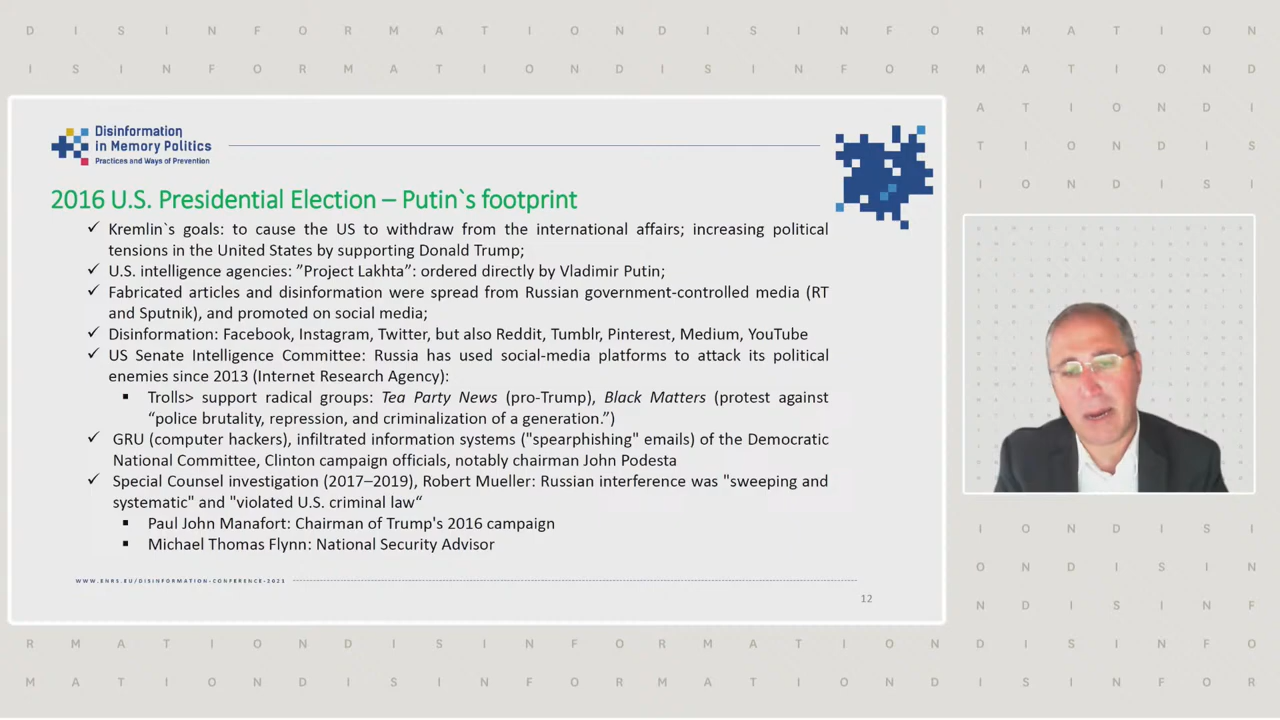 D I S I N F O R M A T I O N D I S I N F O R M A T I O N
I S I N F O R M A T I O N D I S I N F O R M A T I O N D
A T I O N D I
T I O N D I S
I O N D I S I
Disinformation
in Memory Politics
Practices and Ways of Prevention
2016 U.S. Presidential Election – Putin`s footprint
✓ Kremlin`s goals: to cause the US to withdraw from the international affairs; increasing political
tensions in the United States by supporting Donald Trump;
✓ U.S. intelligence agencies: ”Project Lakhta”: ordered directly by Vladimir Putin;
✓ Fabricated articles and disinformation were spread from Russian government-controlled media (RT
and Sputnik), and promoted on social media;
✓ Disinformation: Facebook, Instagram, Twitter, but also Reddit, Tumblr, Pinterest, Medium, YouTube
✓ US Senate Intelligence Committee: Russia has used social-media platforms to attack its political
enemies since 2013 (Internet Research Agency):
▪ Trolls> support radical groups: Tea Party News (pro-Trump), Black Matters (protest against
“police brutality, repression, and criminalization of a generation.”)
✓ GRU (computer hackers), infiltrated information systems ("spearphishing" emails) of the Democratic
National Committee, Clinton campaign officials, notably chairman John Podesta
✓ Special Counsel investigation (2017–2019), Robert Mueller: Russian interference was "sweeping and
systematic" and "violated U.S. criminal law“
▪ Paul John Manafort: Chairman of Trump's 2016 campaign
▪ Michael Thomas Flynn: National Security Advisor
WWW.ENRS.EU/DISINFORMATION-CONFERENCE-2021
12
I O N D I S I
O N D I S I N
N D I S I N F
R M A T I O N D I S I N F O R M A T I O N D I S I N F O
M A T I O N D I S I N F O R M A T I O N D I S I N F O R